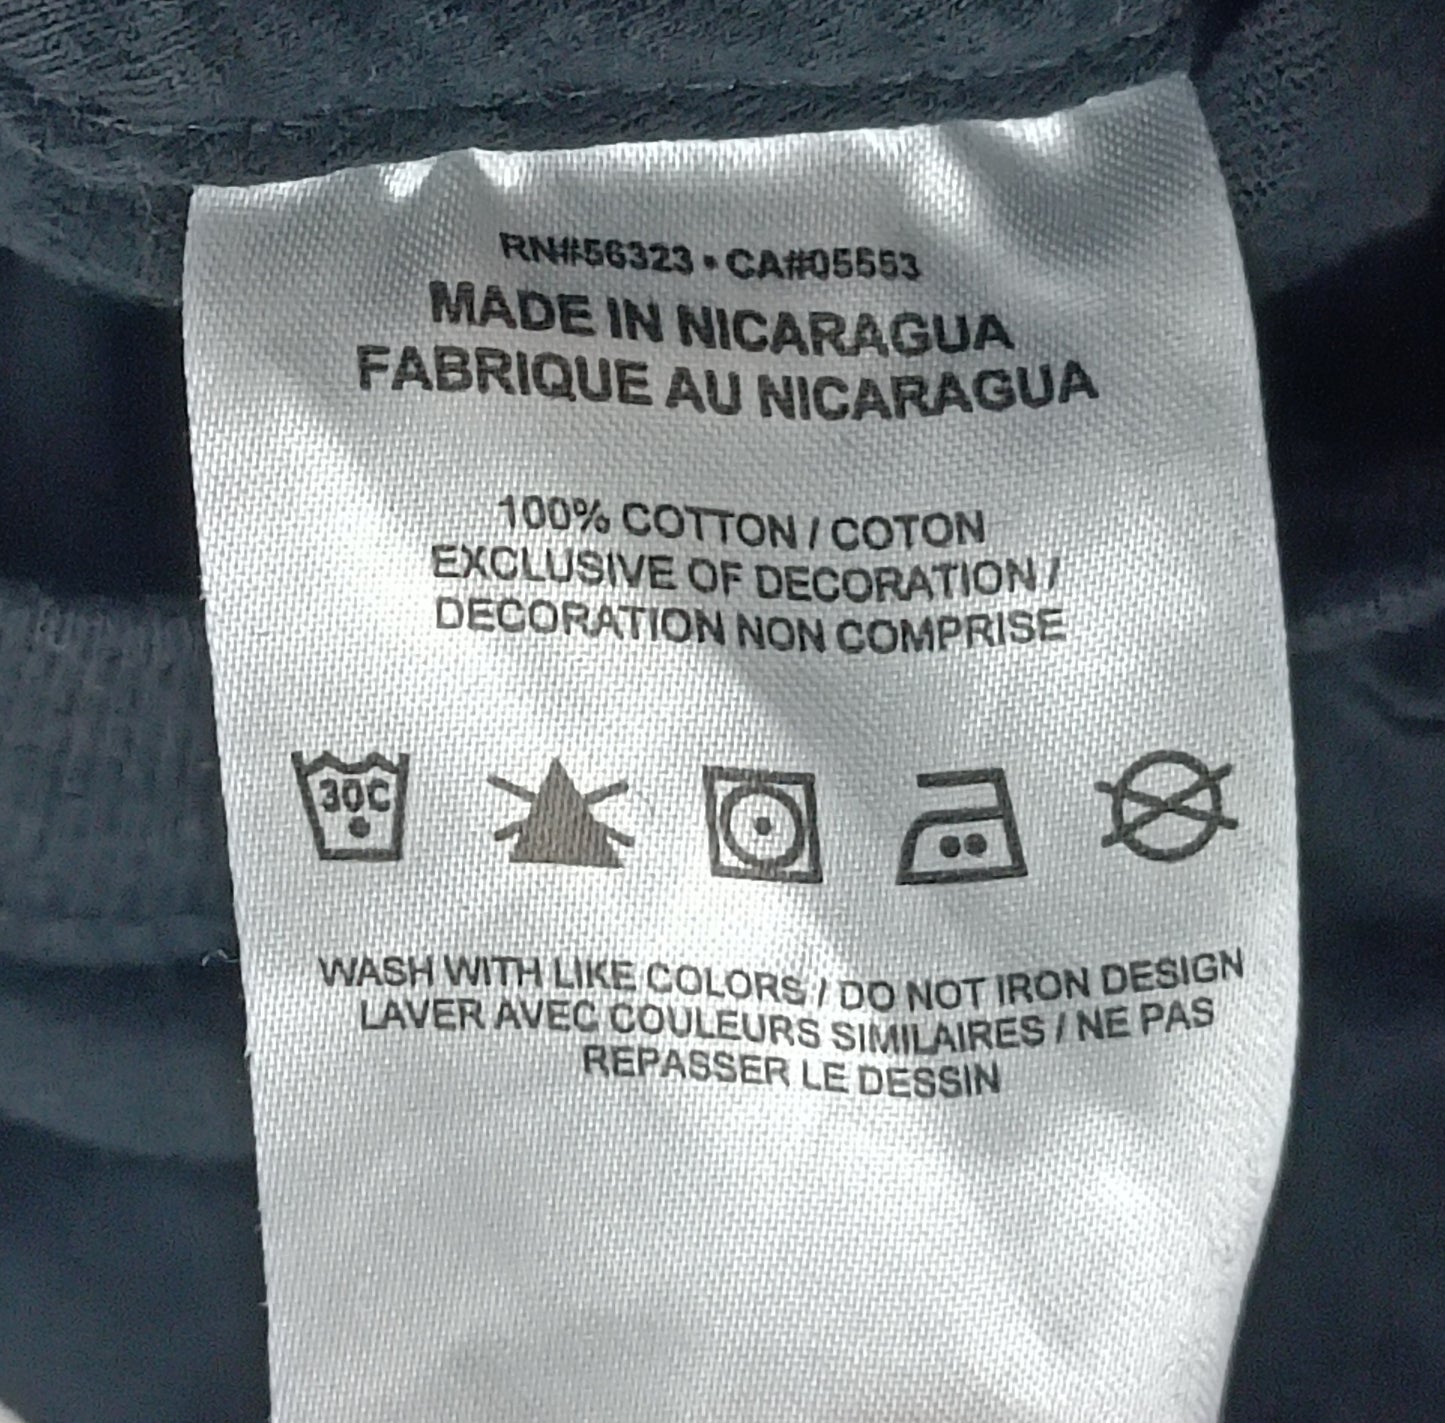 RN#56323 • CA#05553
MADE IN NICARAGUA
FABRIQUE AU NICARAGUA
100% COTTON / COTON
EXCLUSIVE OF DECORATION /
DECORATION NON COMPRISE
30C
WASH WITH LIKE COLORS / DO NOT IRON DESIGN
LAVER AVEC COULEURS SIMILAIRES / NE PAS
REPASSER LE DESSIN